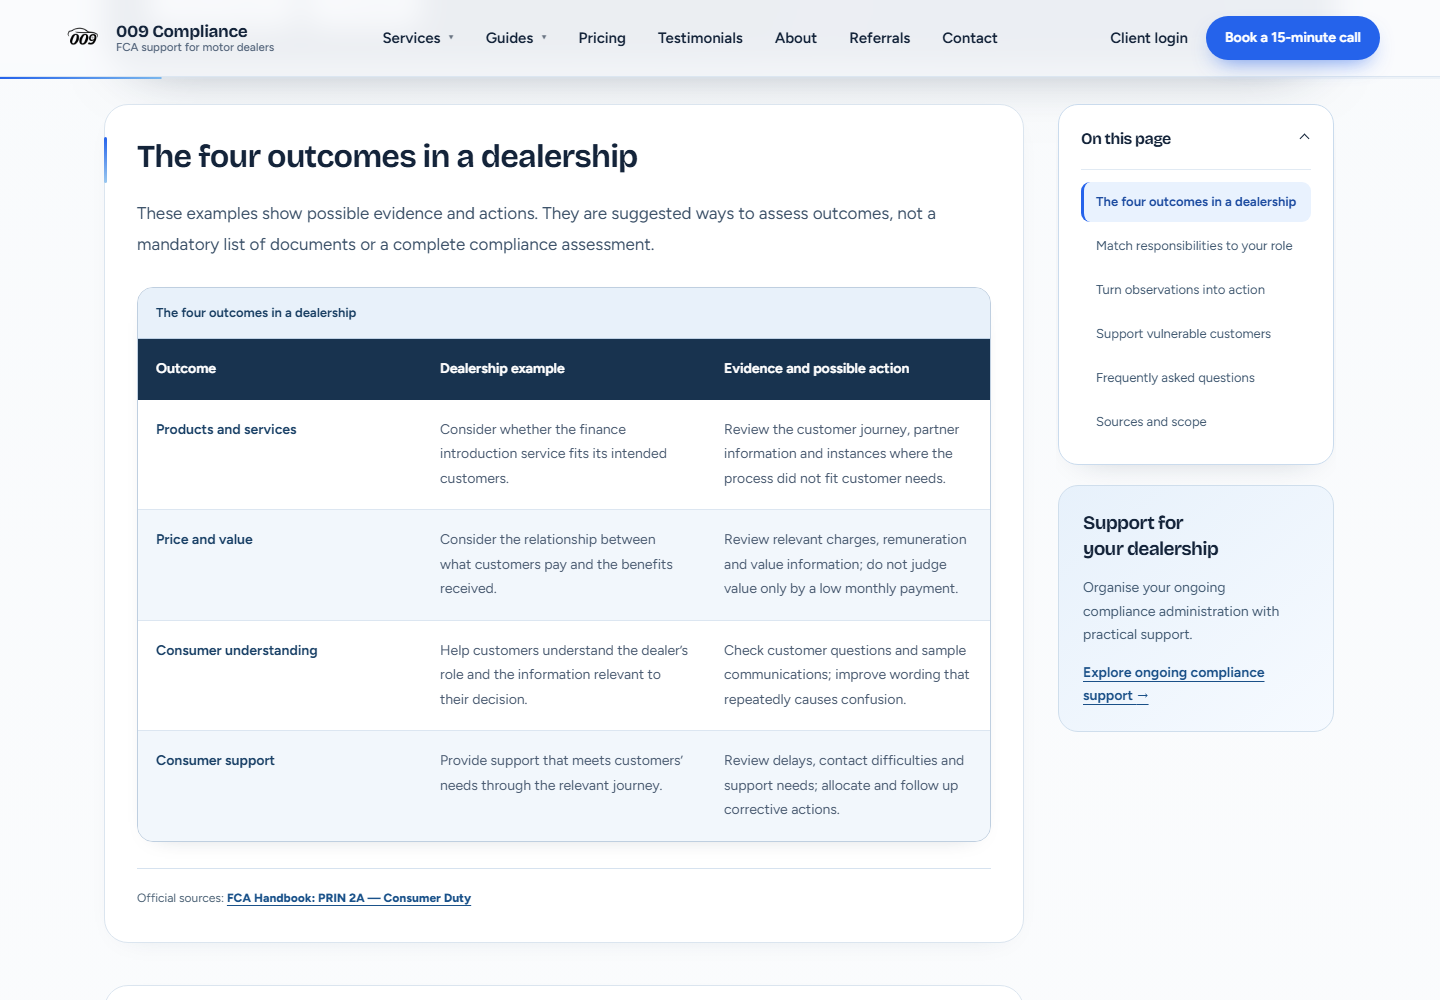 009
009 Compliance
FCA support for motor dealers
Services
Guides
Pricing
Testimonials
About
Referrals
Contact
Client login
Book a 15-minute call
The four outcomes in a dealership
These examples show possible evidence and actions. They are suggested ways to assess outcomes, not a
mandatory list of documents or a complete compliance assessment.
The four outcomes in a dealership
Outcome
Dealership example
Evidence and possible action
Products and services
Consider whether the finance
introduction service fits its intended
customers.
Review the customer journey, partner
information and instances where the
process did not fit customer needs.
Price and value
Consider the relationship between
what customers pay and the benefits
received.
Review relevant charges, remuneration
and value information; do not judge
value only by a low monthly payment.
Consumer understanding
Help customers understand the dealer’s
role and the information relevant to
their decision.
Check customer questions and sample
communications; improve wording that
repeatedly causes confusion.
Consumer support
Provide support that meets customers’
needs through the relevant journey.
Review delays, contact difficulties and
support needs; allocate and follow up
corrective actions.
Official sources: FCA Handbook: PRIN 2A — Consumer Duty
On this page
The four outcomes in a dealership
Match responsibilities to your role
Turn observations into action
Support vulnerable customers
Frequently asked questions
Sources and scope
Support for
your dealership
Organise your ongoing
compliance administration with
practical support.
Explore ongoing compliance
support →